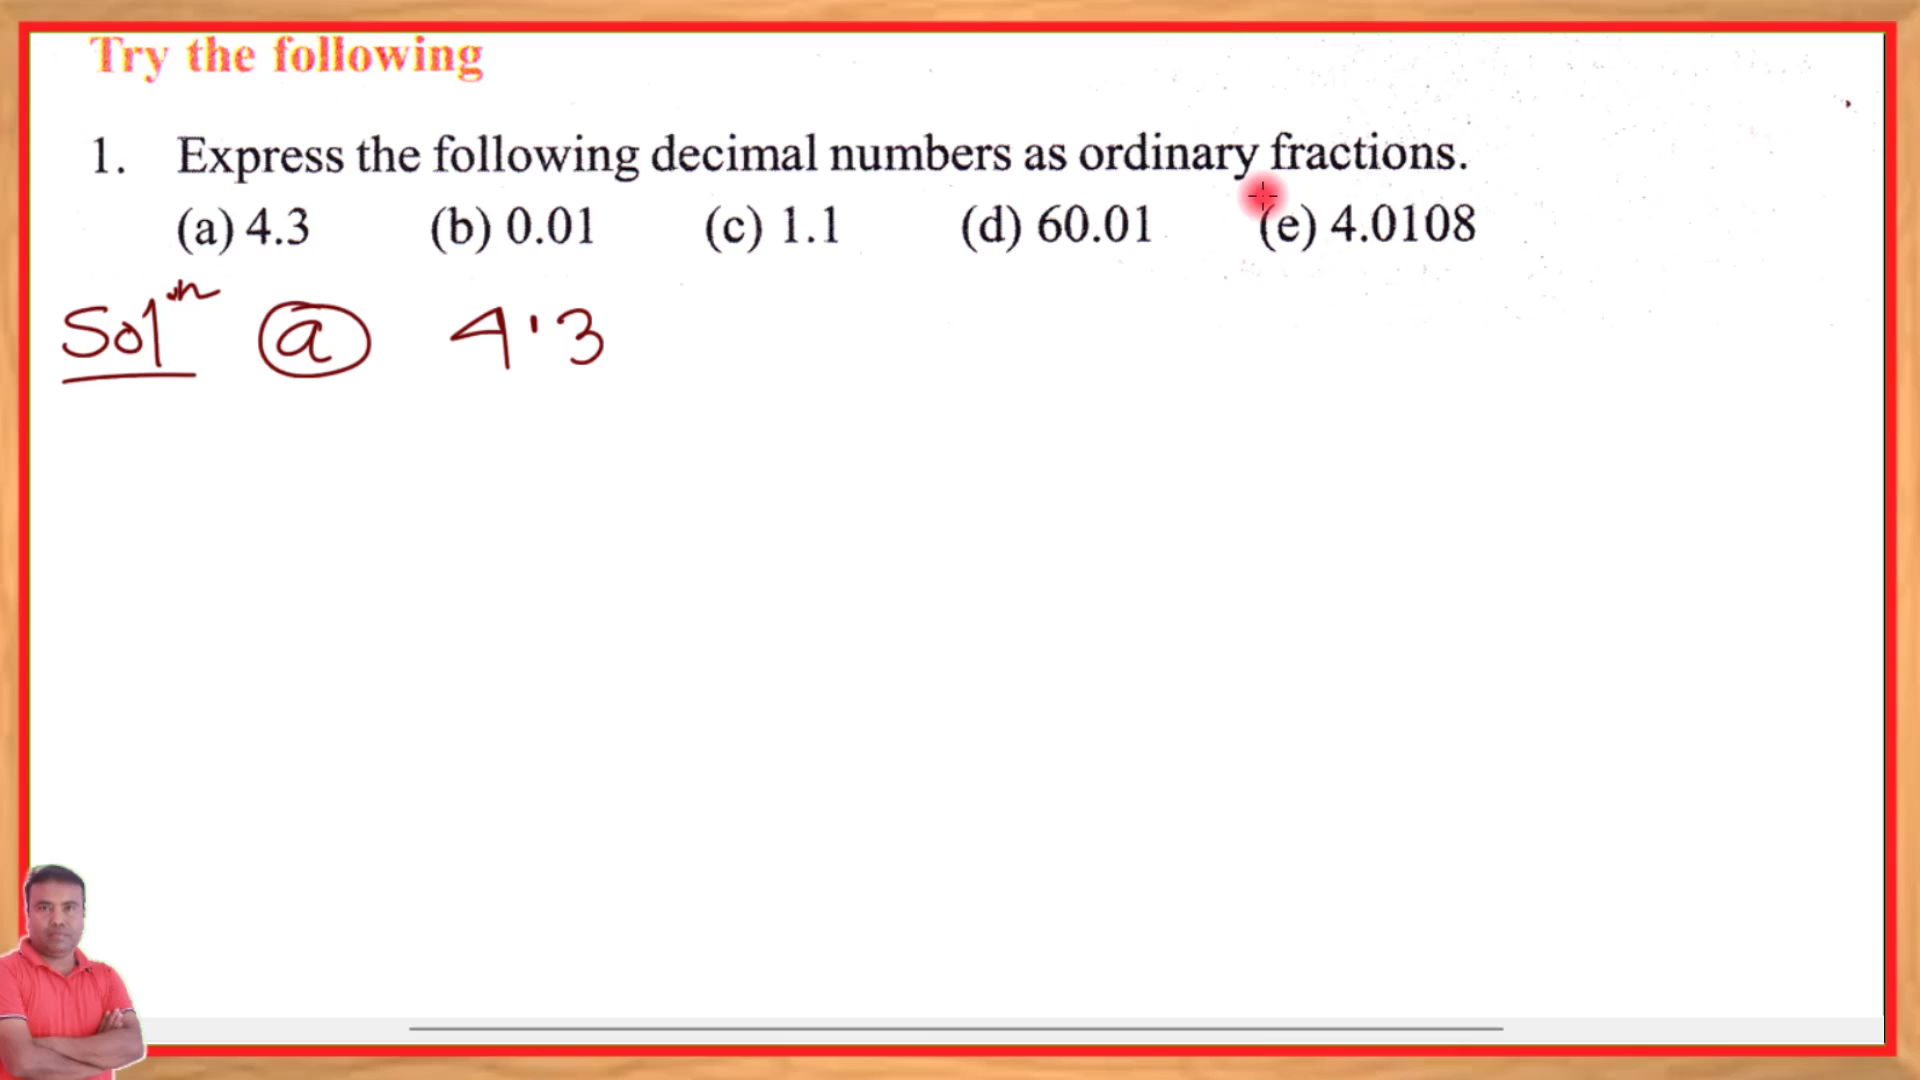 Try the following
1. Express the following decimal numbers as ordinary fractions.
(a) 4.3 (b) 0.01 (c) 1.1 (d) 60.01 (e) 4.0108
Solⁿ ⓐ 4.3